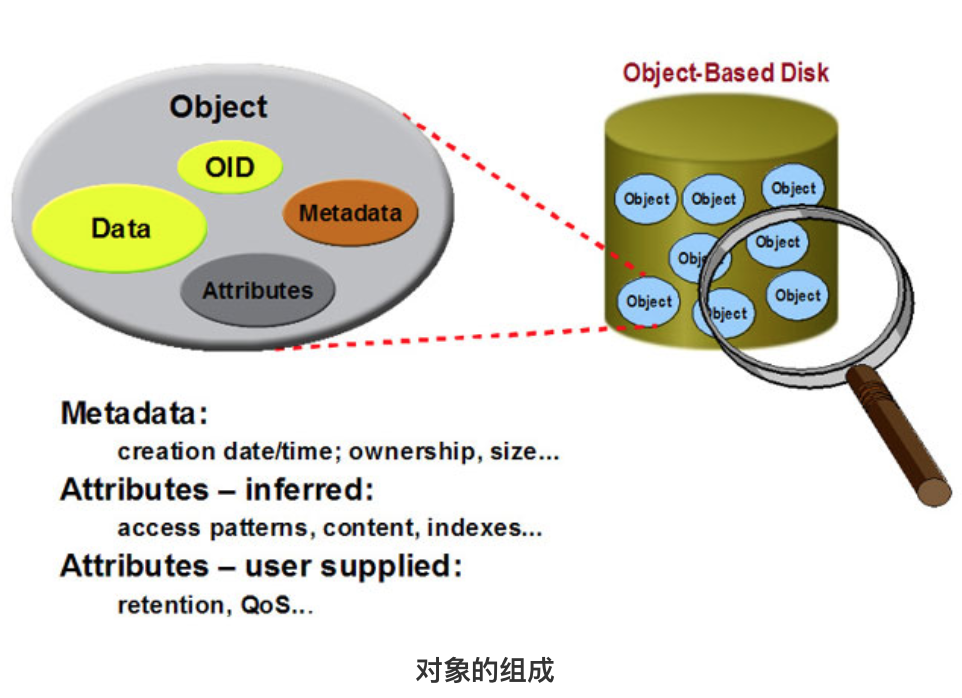 Object-Based Disk
Object
OID
Data
Metadata
Attributes
Object
Object
Object
Object
Object
Object
Object
Object
Metadata:
creation date/time; ownership, size...
Attributes – inferred:
access patterns, content, indexes...
Attributes – user supplied:
retention, QoS...
对象的组成